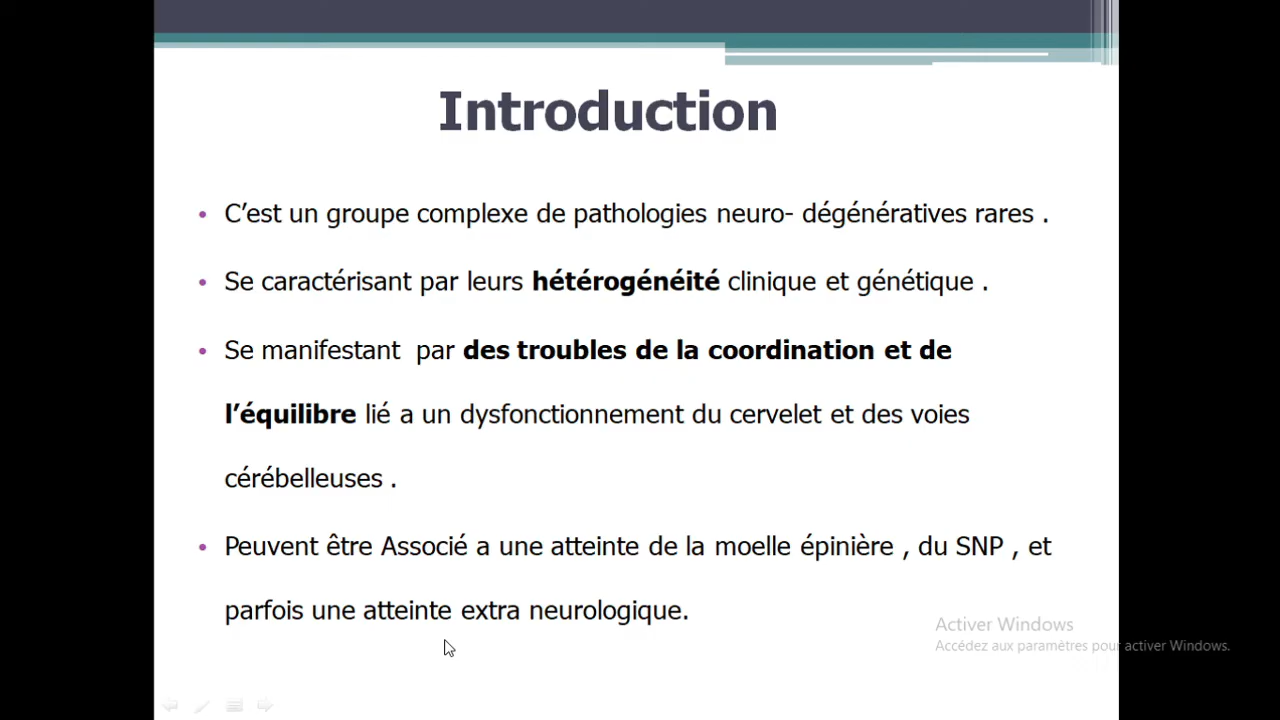 Introduction
• C’est un groupe complexe de pathologies neuro- dégénératives rares .
• Se caractérisant par leurs hétérogénéité clinique et génétique .
• Se manifestant  par des troubles de la coordination et de
l’équilibre lié a un dysfonctionnement du cervelet et des voies
cérébelleuses .
• Peuvent être Associé a une atteinte de la moelle épinière , du SNP , et
parfois une atteinte extra neurologique.
Activer Windows
Accédez aux paramètres pour activer Windows.